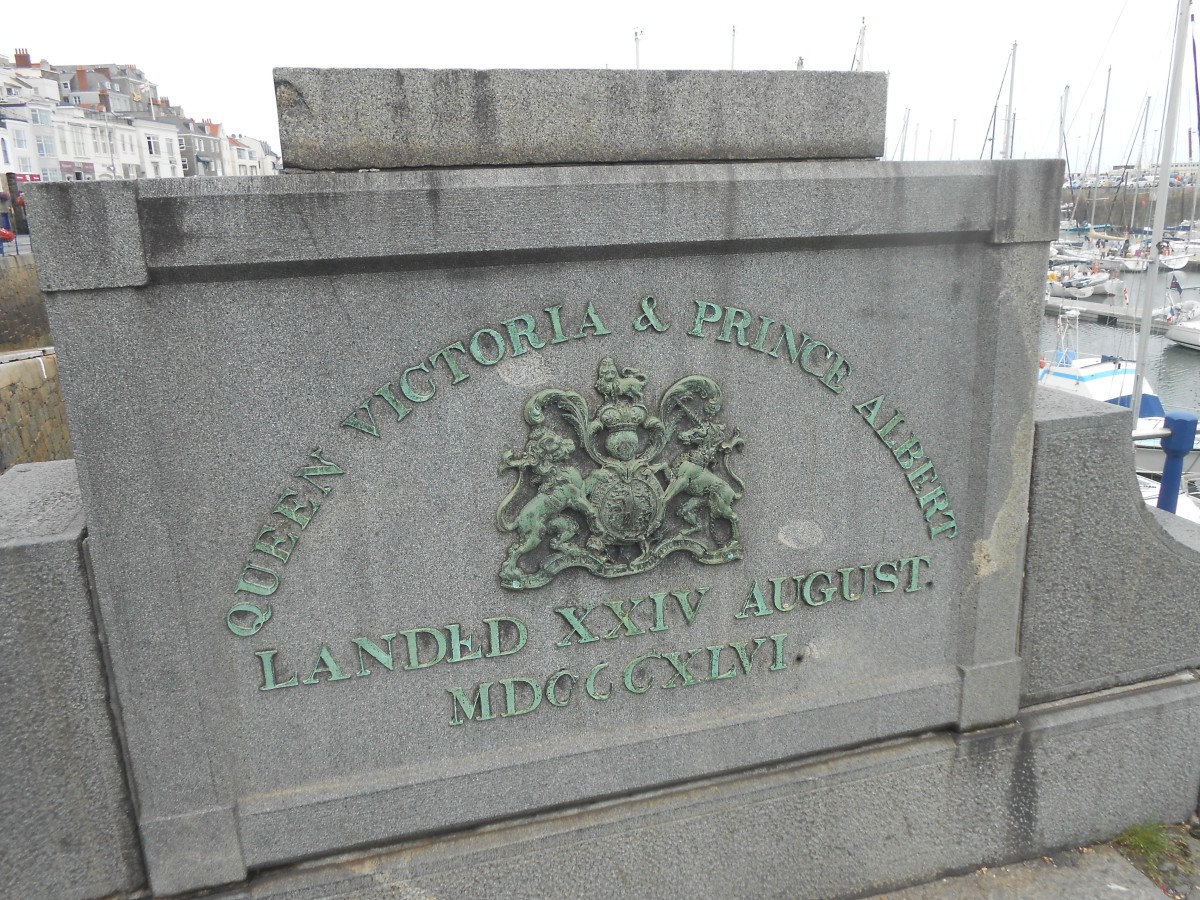 QUEEN VICTORIA & PRINCE ALBERT
LANDED XXIV AUGUST.
MDCCCXLVI